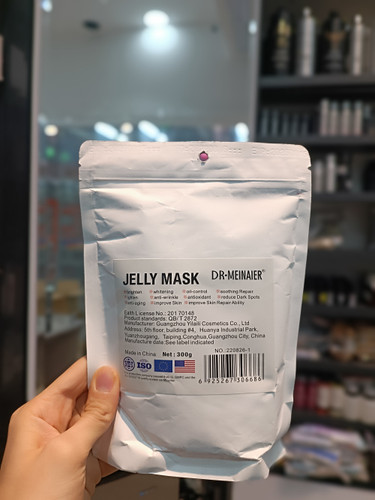 JELLY MASK DR·MEINAIER®
whitening oil-control soothing Repair
anti-wrinkle antioxidant reduce Dark Spots
improve Skin improve Skin Repair Ability
License No.: 20170148
Product standards: QB/T 2872
Manufacturer: Guangzhou Yilaili Cosmetics Co., Ltd
Address: 5th floor, building #4, Huanya Industrial Park,
Taiping,Conghua,Guangzhou City, China
Manufacture date:See label indicated
Made in China Net : 300g NO.:220826-1
ISO
6925267306686